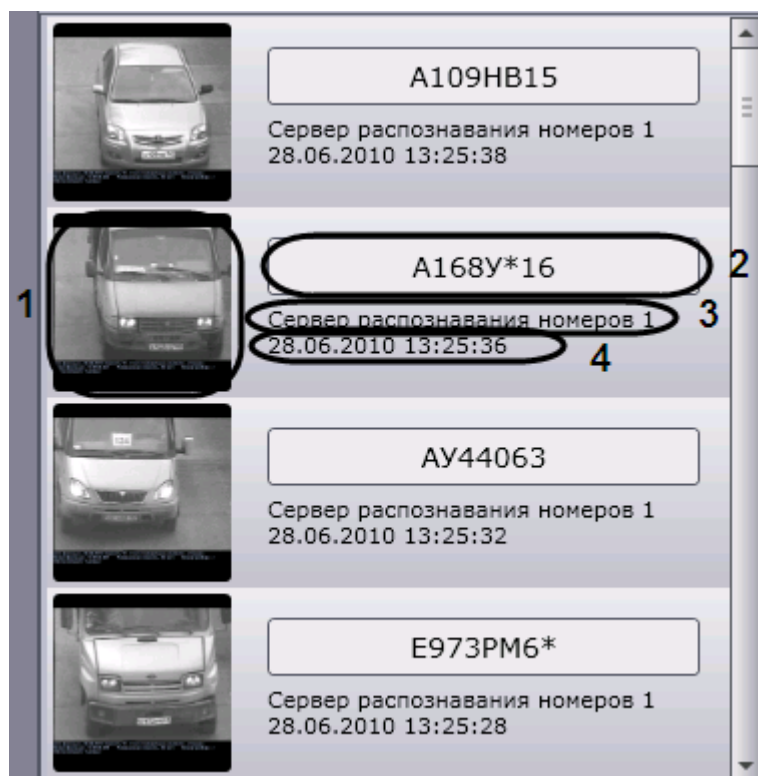 А109НВ15
Сервер распознавания номеров 1
28.06.2010 13:25:38
1
А168У*16
2
Сервер распознавания номеров 1
3
28.06.2010 13:25:36
4
АУ44063
Сервер распознавания номеров 1
28.06.2010 13:25:32
Е973РМ6*
Сервер распознавания номеров 1
28.06.2010 13:25:28